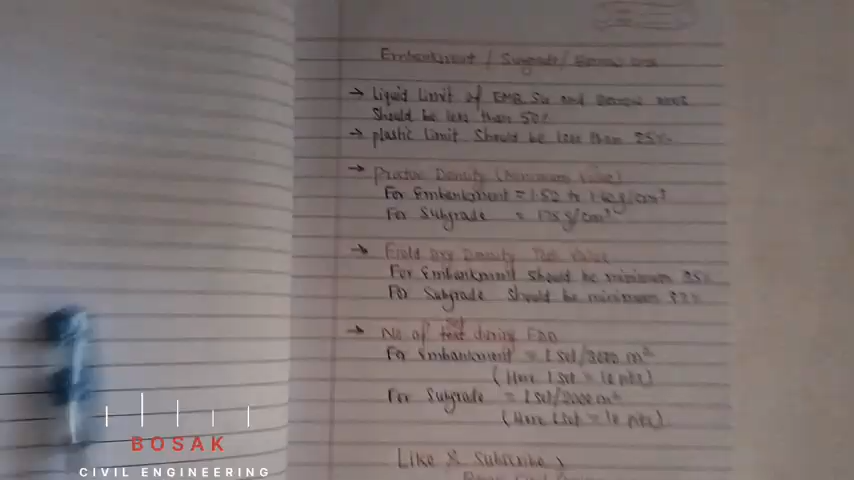 Embankment / Subgrade / Borrow area
→ Liquid Limit of EMB, SG and Borrow area
Should be less than 50%
→ plastic limit Should be less than 25%
→ Proctor Density (Minimum Value)
For Embankment = 1.52 to 1.60 g/cm³
For Subgrade = 1.75 g/cm³
→ Field Dry Density Test Value
For Embankment should be minimum 95%
For Subgrade Should be minimum 97%
→ No of test during FDD
For Embankment = 1 Set/3000 m²
(Here 1 Set = 10 pits)
For Subgrade = 1 Set/2000 m²
(Here 1 Set = 10 pits)
Like & Subscribe
BOSAK
CIVIL ENGINEERING